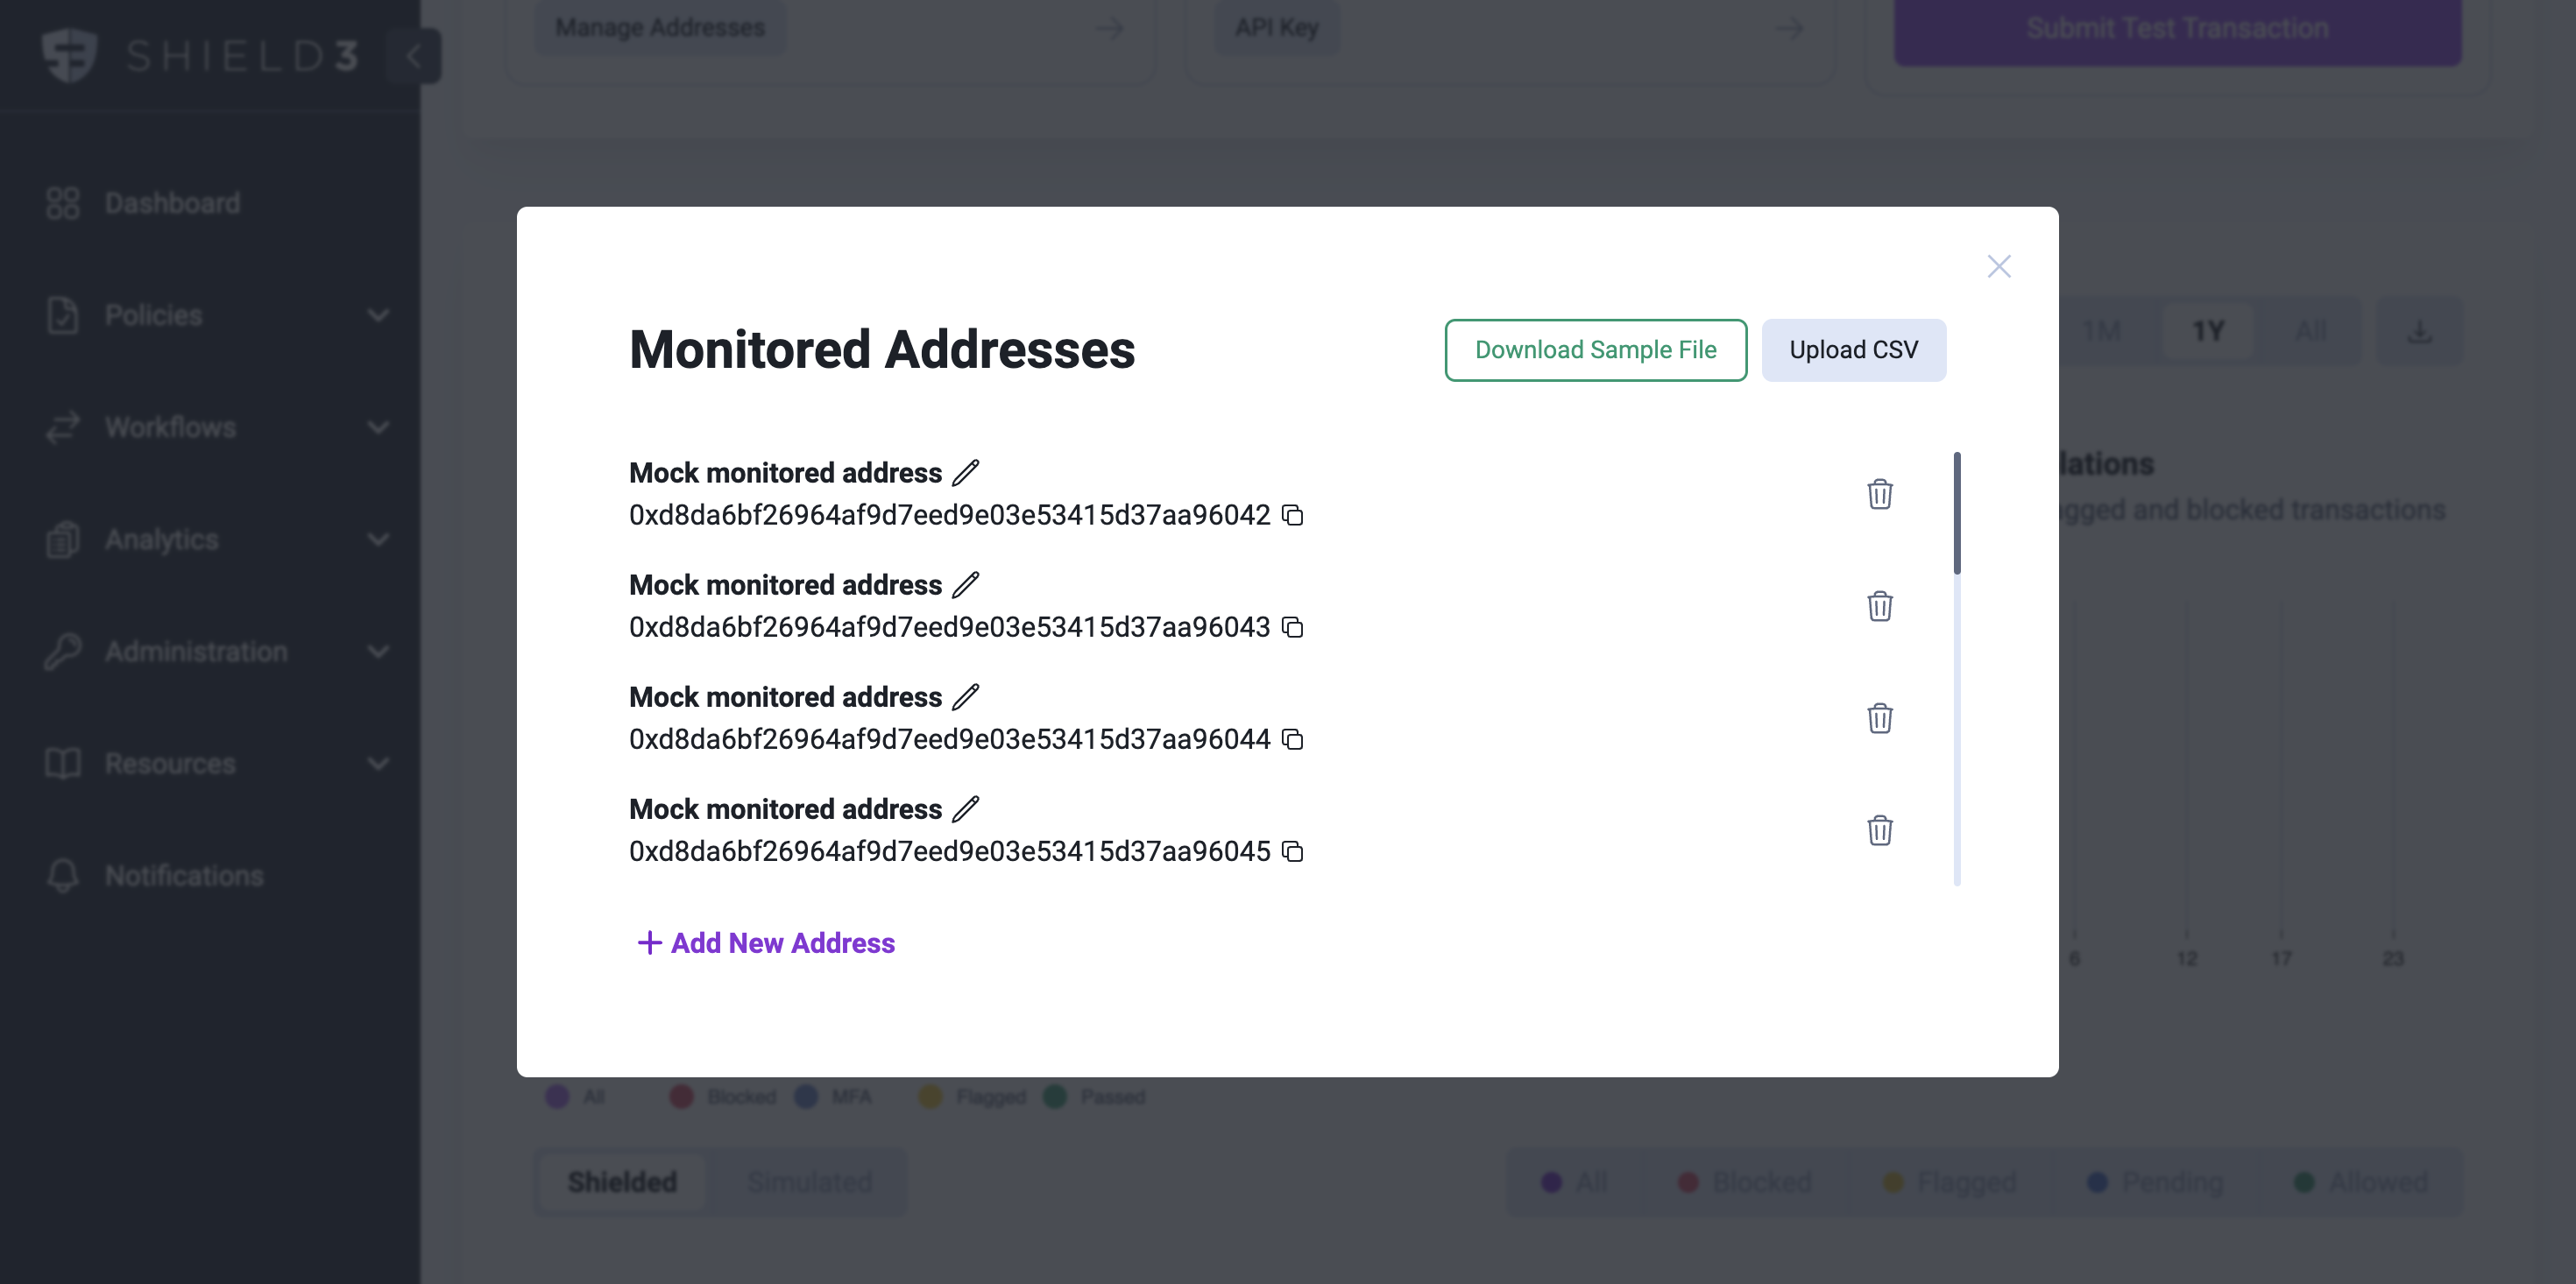 SHIELD3
Manage Addresses
API Key
Submit Test Transaction
Dashboard
Policies
Workflows
Analytics
Administration
Resources
Notifications
1M
1Y
All
Monitored Addresses
Download Sample File
Upload CSV
Mock monitored address
0xd8da6bf26964af9d7eed9e03e53415d37aa96042
Mock monitored address
0xd8da6bf26964af9d7eed9e03e53415d37aa96043
Mock monitored address
0xd8da6bf26964af9d7eed9e03e53415d37aa96044
Mock monitored address
0xd8da6bf26964af9d7eed9e03e53415d37aa96045
+ Add New Address
lations
gged and blocked transactions
6 12 17 23
All Blocked MFA Flagged Passed
Shielded Simulated
All Blocked Flagged Pending Allowed